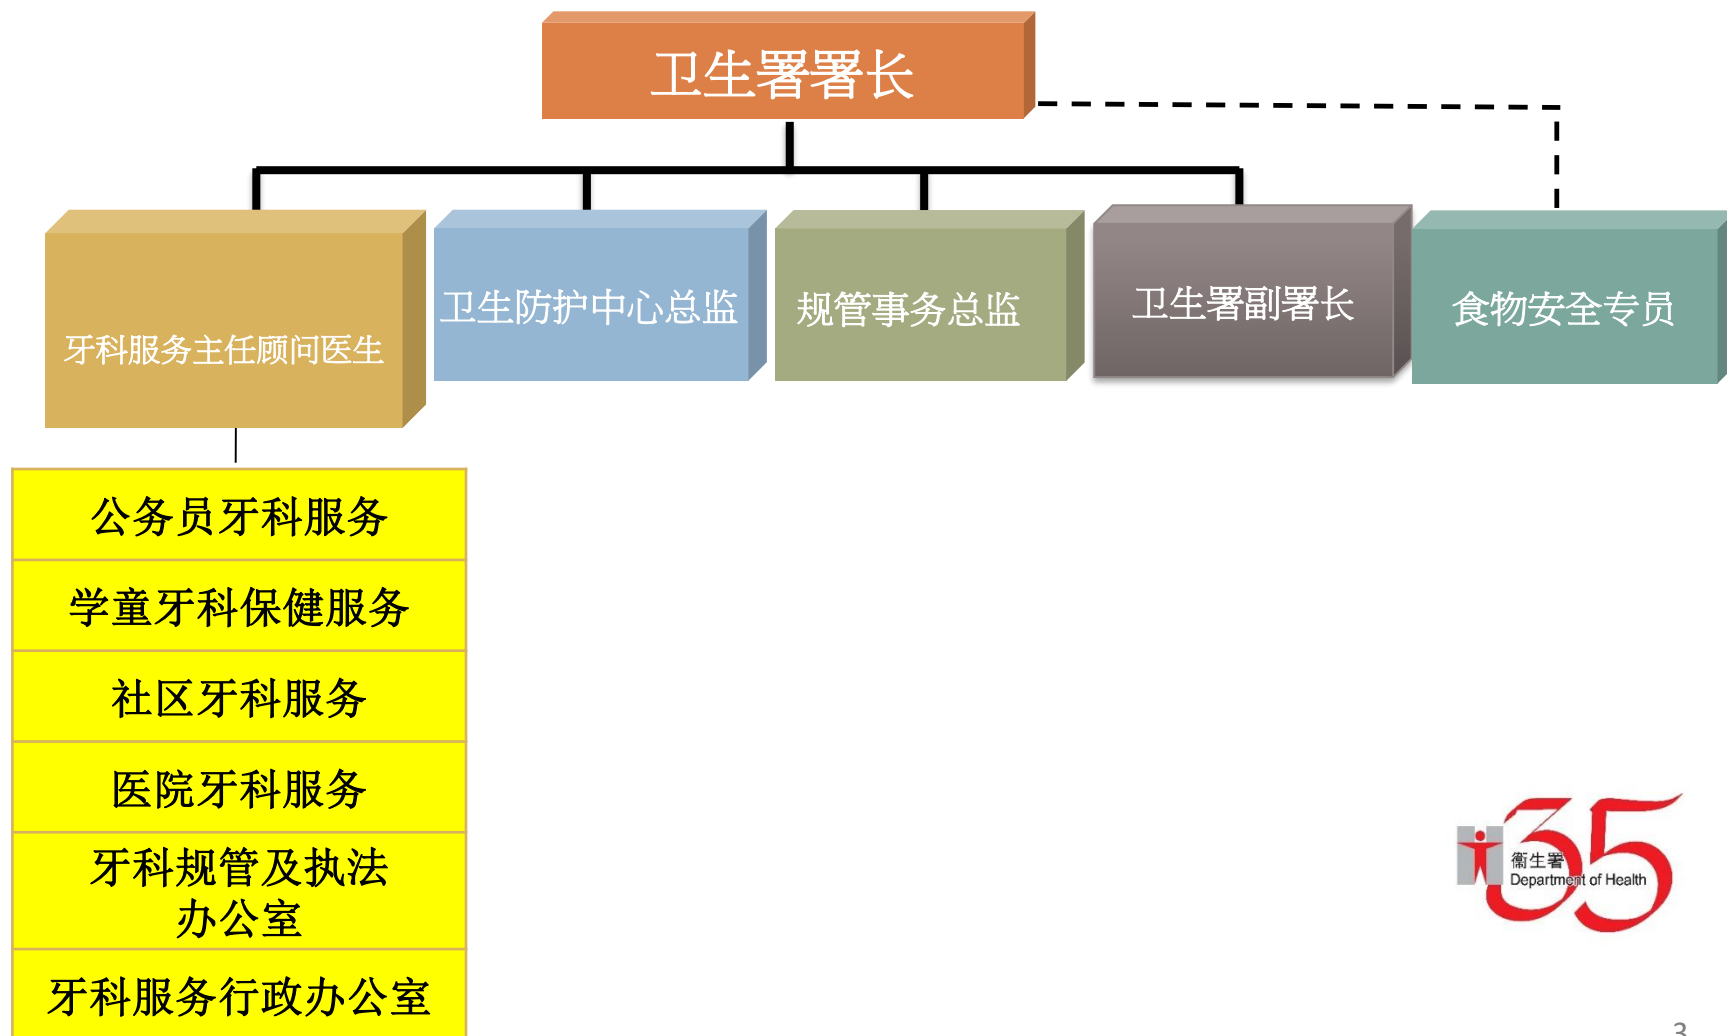 卫生署署长
牙科服务主任顾问医生
卫生防护中心总监
规管事务总监
卫生署副署长
食物安全专员
公务员牙科服务
学童牙科保健服务
社区牙科服务
医院牙科服务
牙科规管及执法
办公室
牙科服务行政办公室
35
衞生署
Department of Health
3